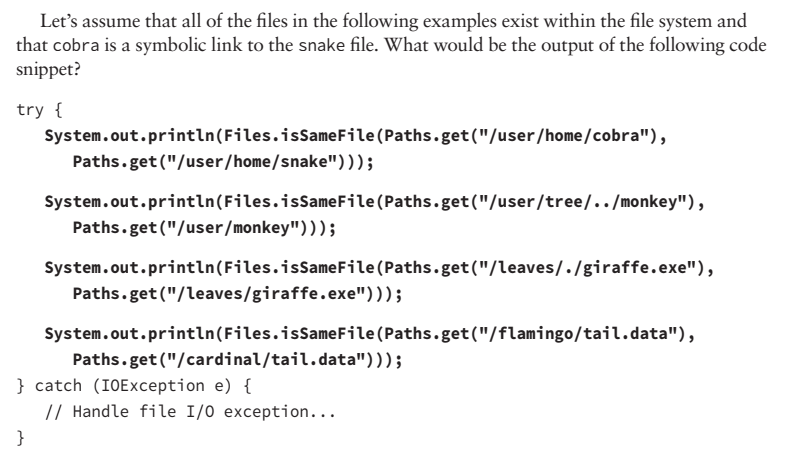 Let’s assume that all of the files in the following examples exist within the file system and
that cobra is a symbolic link to the snake file. What would be the output of the following code
snippet?
try {
System.out.println(Files.isSameFile(Paths.get("/user/home/cobra"),
Paths.get("/user/home/snake")));
System.out.println(Files.isSameFile(Paths.get("/user/tree/../monkey"),
Paths.get("/user/monkey")));
System.out.println(Files.isSameFile(Paths.get("/leaves/./giraffe.exe"),
Paths.get("/leaves/giraffe.exe")));
System.out.println(Files.isSameFile(Paths.get("/flamingo/tail.data"),
Paths.get("/cardinal/tail.data")));
} catch (IOException e) {
// Handle file I/O exception...
}